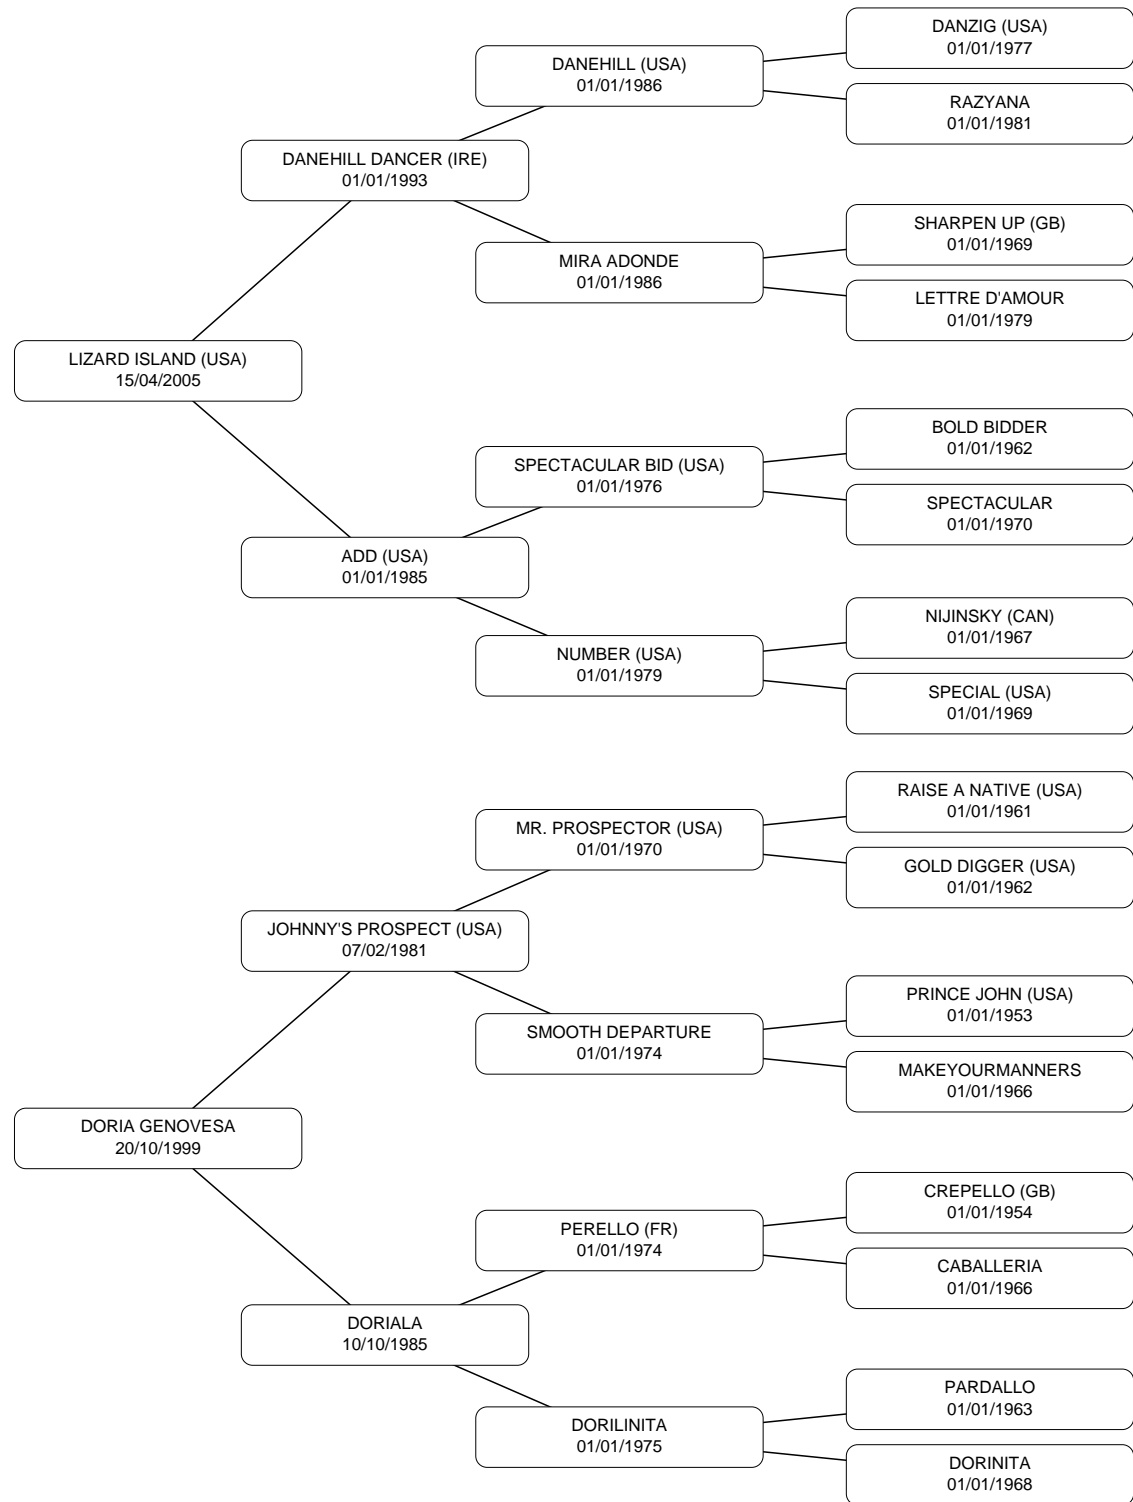 DANZIG (USA)
01/01/1977
DANEHILL (USA)
01/01/1986
RAZYANA
01/01/1981
DANEHILL DANCER (IRE)
01/01/1993
SHARPEN UP (GB)
01/01/1969
MIRA ADONDE
01/01/1986
LETTRE D'AMOUR
01/01/1979
LIZARD ISLAND (USA)
15/04/2005
BOLD BIDDER
01/01/1962
SPECTACULAR BID (USA)
01/01/1976
SPECTACULAR
01/01/1970
ADD (USA)
01/01/1985
NIJINSKY (CAN)
01/01/1967
NUMBER (USA)
01/01/1979
SPECIAL (USA)
01/01/1969
RAISE A NATIVE (USA)
01/01/1961
MR. PROSPECTOR (USA)
01/01/1970
GOLD DIGGER (USA)
01/01/1962
JOHNNY'S PROSPECT (USA)
07/02/1981
PRINCE JOHN (USA)
01/01/1953
SMOOTH DEPARTURE
01/01/1974
MAKEYOURMANNERS
01/01/1966
DORIA GENOVESA
20/10/1999
CREPELLO (GB)
01/01/1954
PERELLO (FR)
01/01/1974
CABALLERIA
01/01/1966
DORIALA
10/10/1985
PARDALLO
01/01/1963
DORILINITA
01/01/1975
DORINITA
01/01/1968